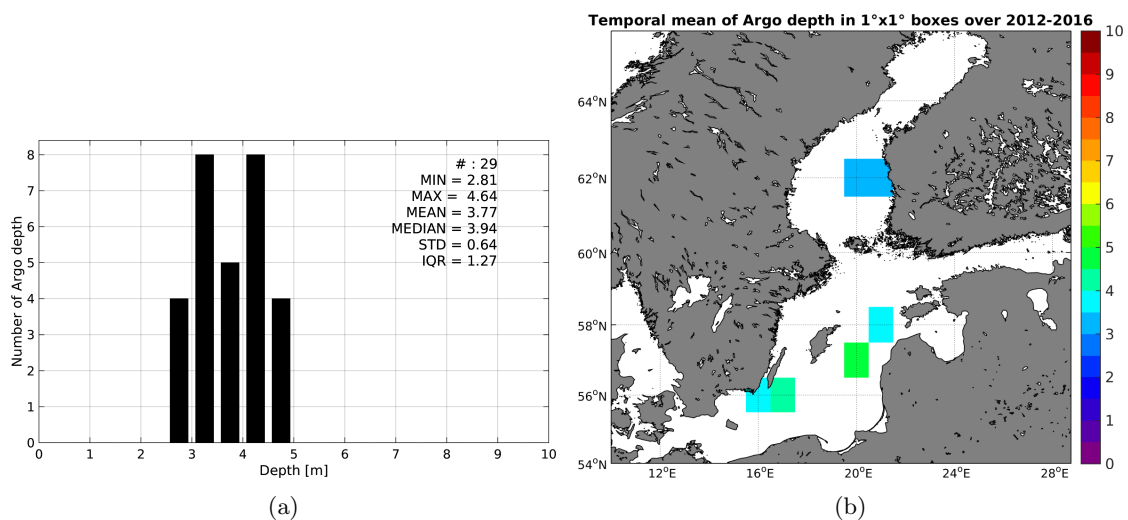 Temporal mean of Argo depth in 1°x1° boxes over 2012-2016
# : 29
MIN = 2.81
MAX = 4.64
MEAN = 3.77
MEDIAN = 3.94
STD = 0.64
IQR = 1.27
Number of Argo depth
8
7
6
5
4
3
2
1
0
0 1 2 3 4 5 6 7 8 9 10
Depth [m]
(a)
64°N
62°N
60°N
58°N
56°N
54°N
12°E 16°E 20°E 24°E 28°E
10
9
8
7
6
5
4
3
2
1
0
(b)